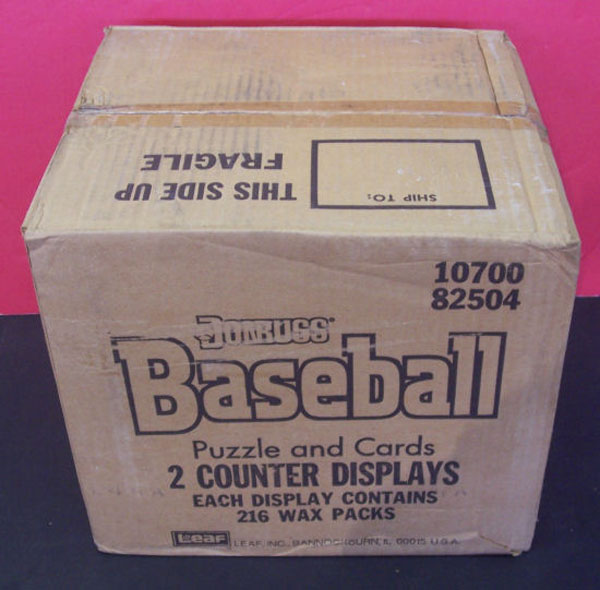 THIS SIDE UP
FRAGILE
SHIP TO:
10700
82504
DONRUSS
Baseball
Puzzle and Cards
2 COUNTER DISPLAYS
EACH DISPLAY CONTAINS
216 WAX PACKS
Leaf LEAF, INC., BANNOCKBURN, IL 60015 U.S.A.